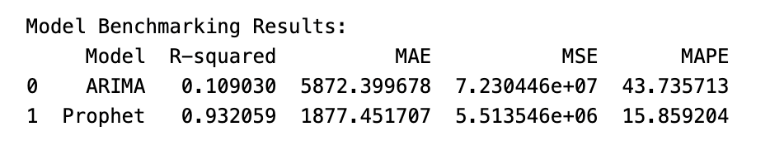 Model Benchmarking Results:
Model R-squared MAE MSE MAPE
0 ARIMA 0.109030 5872.399678 7.230446e+07 43.735713
1 Prophet 0.932059 1877.451707 5.513546e+06 15.859204